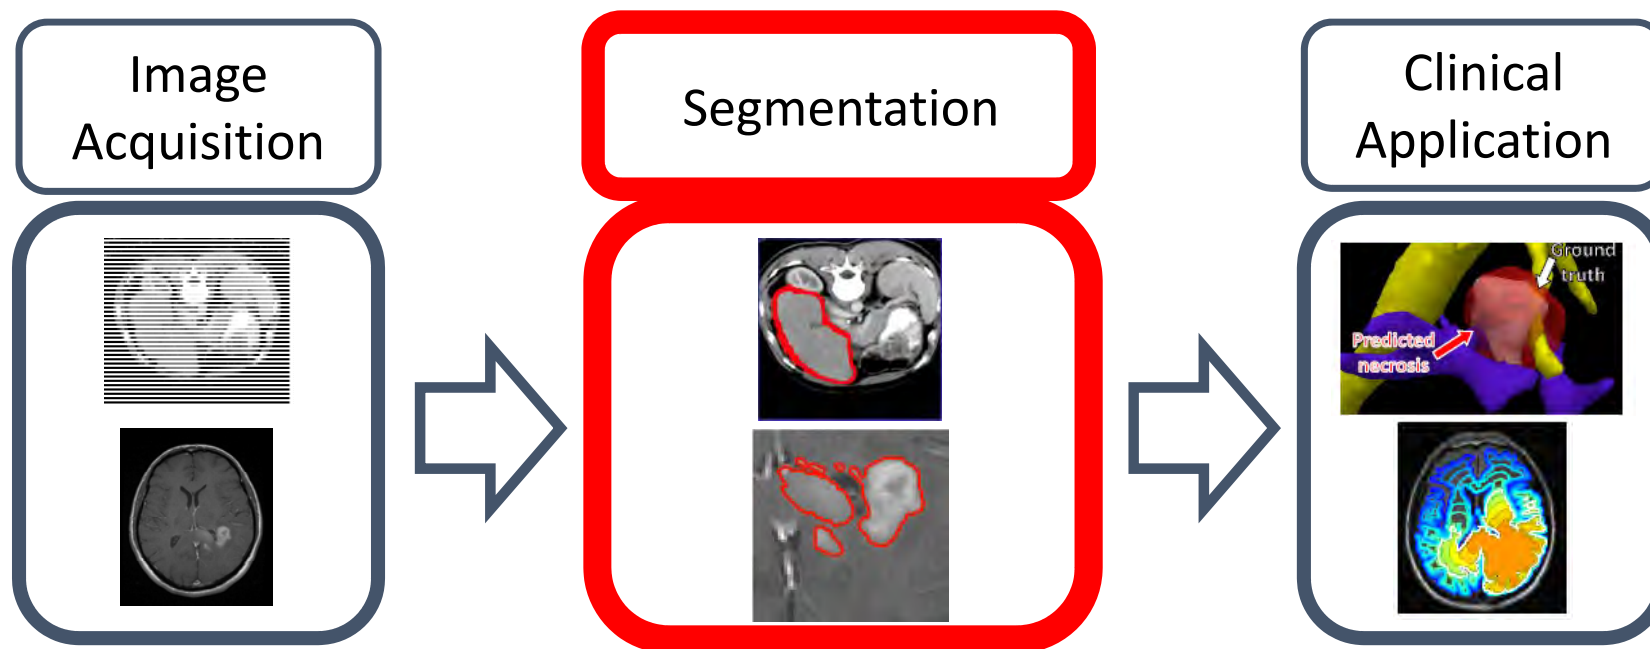 Image
Acquisition
Segmentation
Clinical
Application
Ground
truth
Predicted
necrosis